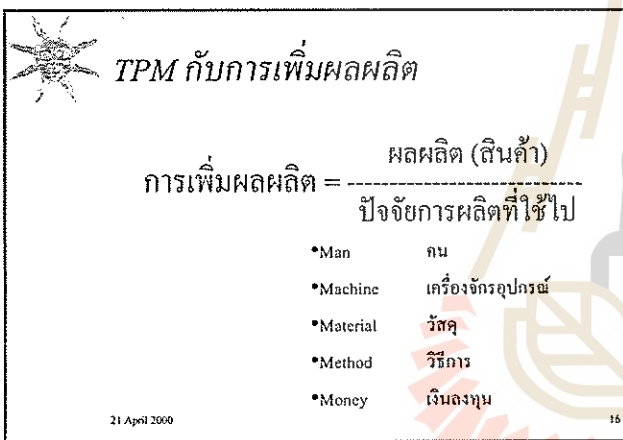 TPM กับการเพิ่มผลผลิต
ผลผลิต (สินค้า)
การเพิ่มผลผลิต = ----------------------------
ปัจจัยการผลิตที่ใช้ไป
•Man คน
•Machine เครื่องจักรอุปกรณ์
•Material วัสดุ
•Method วิธีการ
•Money เงินลงทุน
21 April 2000 16